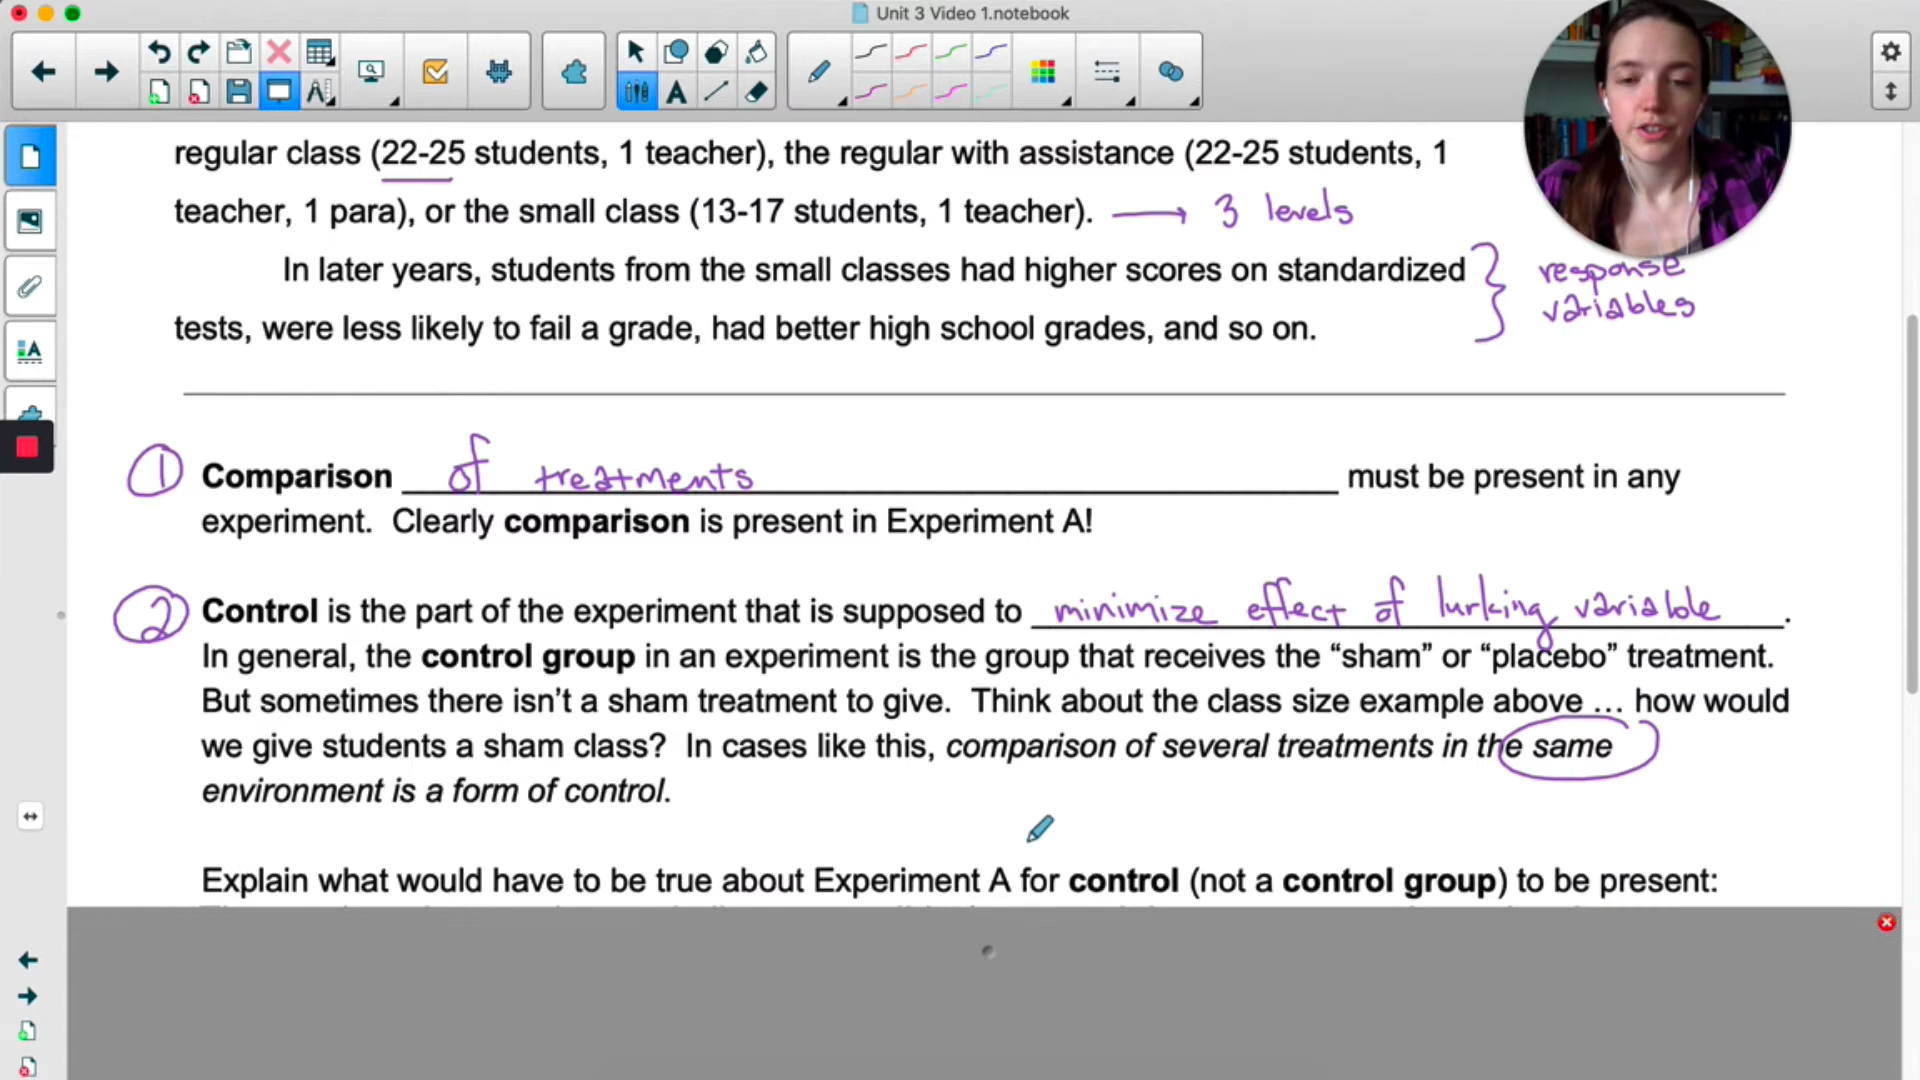 Unit 3 Video 1.notebook
regular class (22-25 students, 1 teacher), the regular with assistance (22-25 students, 1
teacher, 1 para), or the small class (13-17 students, 1 teacher). → 3 levels
In later years, students from the small classes had higher scores on standardized
tests, were less likely to fail a grade, had better high school grades, and so on.
response
variables
1 Comparison of treatments must be present in any
experiment. Clearly comparison is present in Experiment A!
2 Control is the part of the experiment that is supposed to minimize effect of lurking variable.
In general, the control group in an experiment is the group that receives the “sham” or “placebo” treatment.
But sometimes there isn’t a sham treatment to give. Think about the class size example above … how would
we give students a sham class? In cases like this, comparison of several treatments in the same
environment is a form of control.
Explain what would have to be true about Experiment A for control (not a control group) to be present: